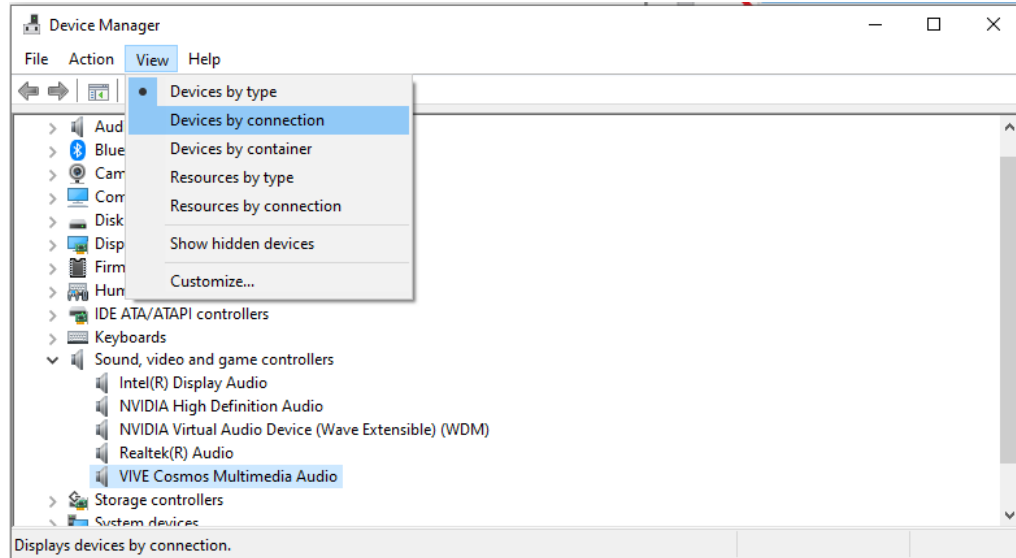 Device Manager
File Action View Help
Devices by type
Devices by connection
Devices by container
Resources by type
Resources by connection
Show hidden devices
Customize...
Aud
Blue
Cam
Com
Disk
Disp
Firm
Hum
IDE ATA/ATAPI controllers
Keyboards
Sound, video and game controllers
Intel(R) Display Audio
NVIDIA High Definition Audio
NVIDIA Virtual Audio Device (Wave Extensible) (WDM)
Realtek(R) Audio
VIVE Cosmos Multimedia Audio
Storage controllers
System devices
Displays devices by connection.